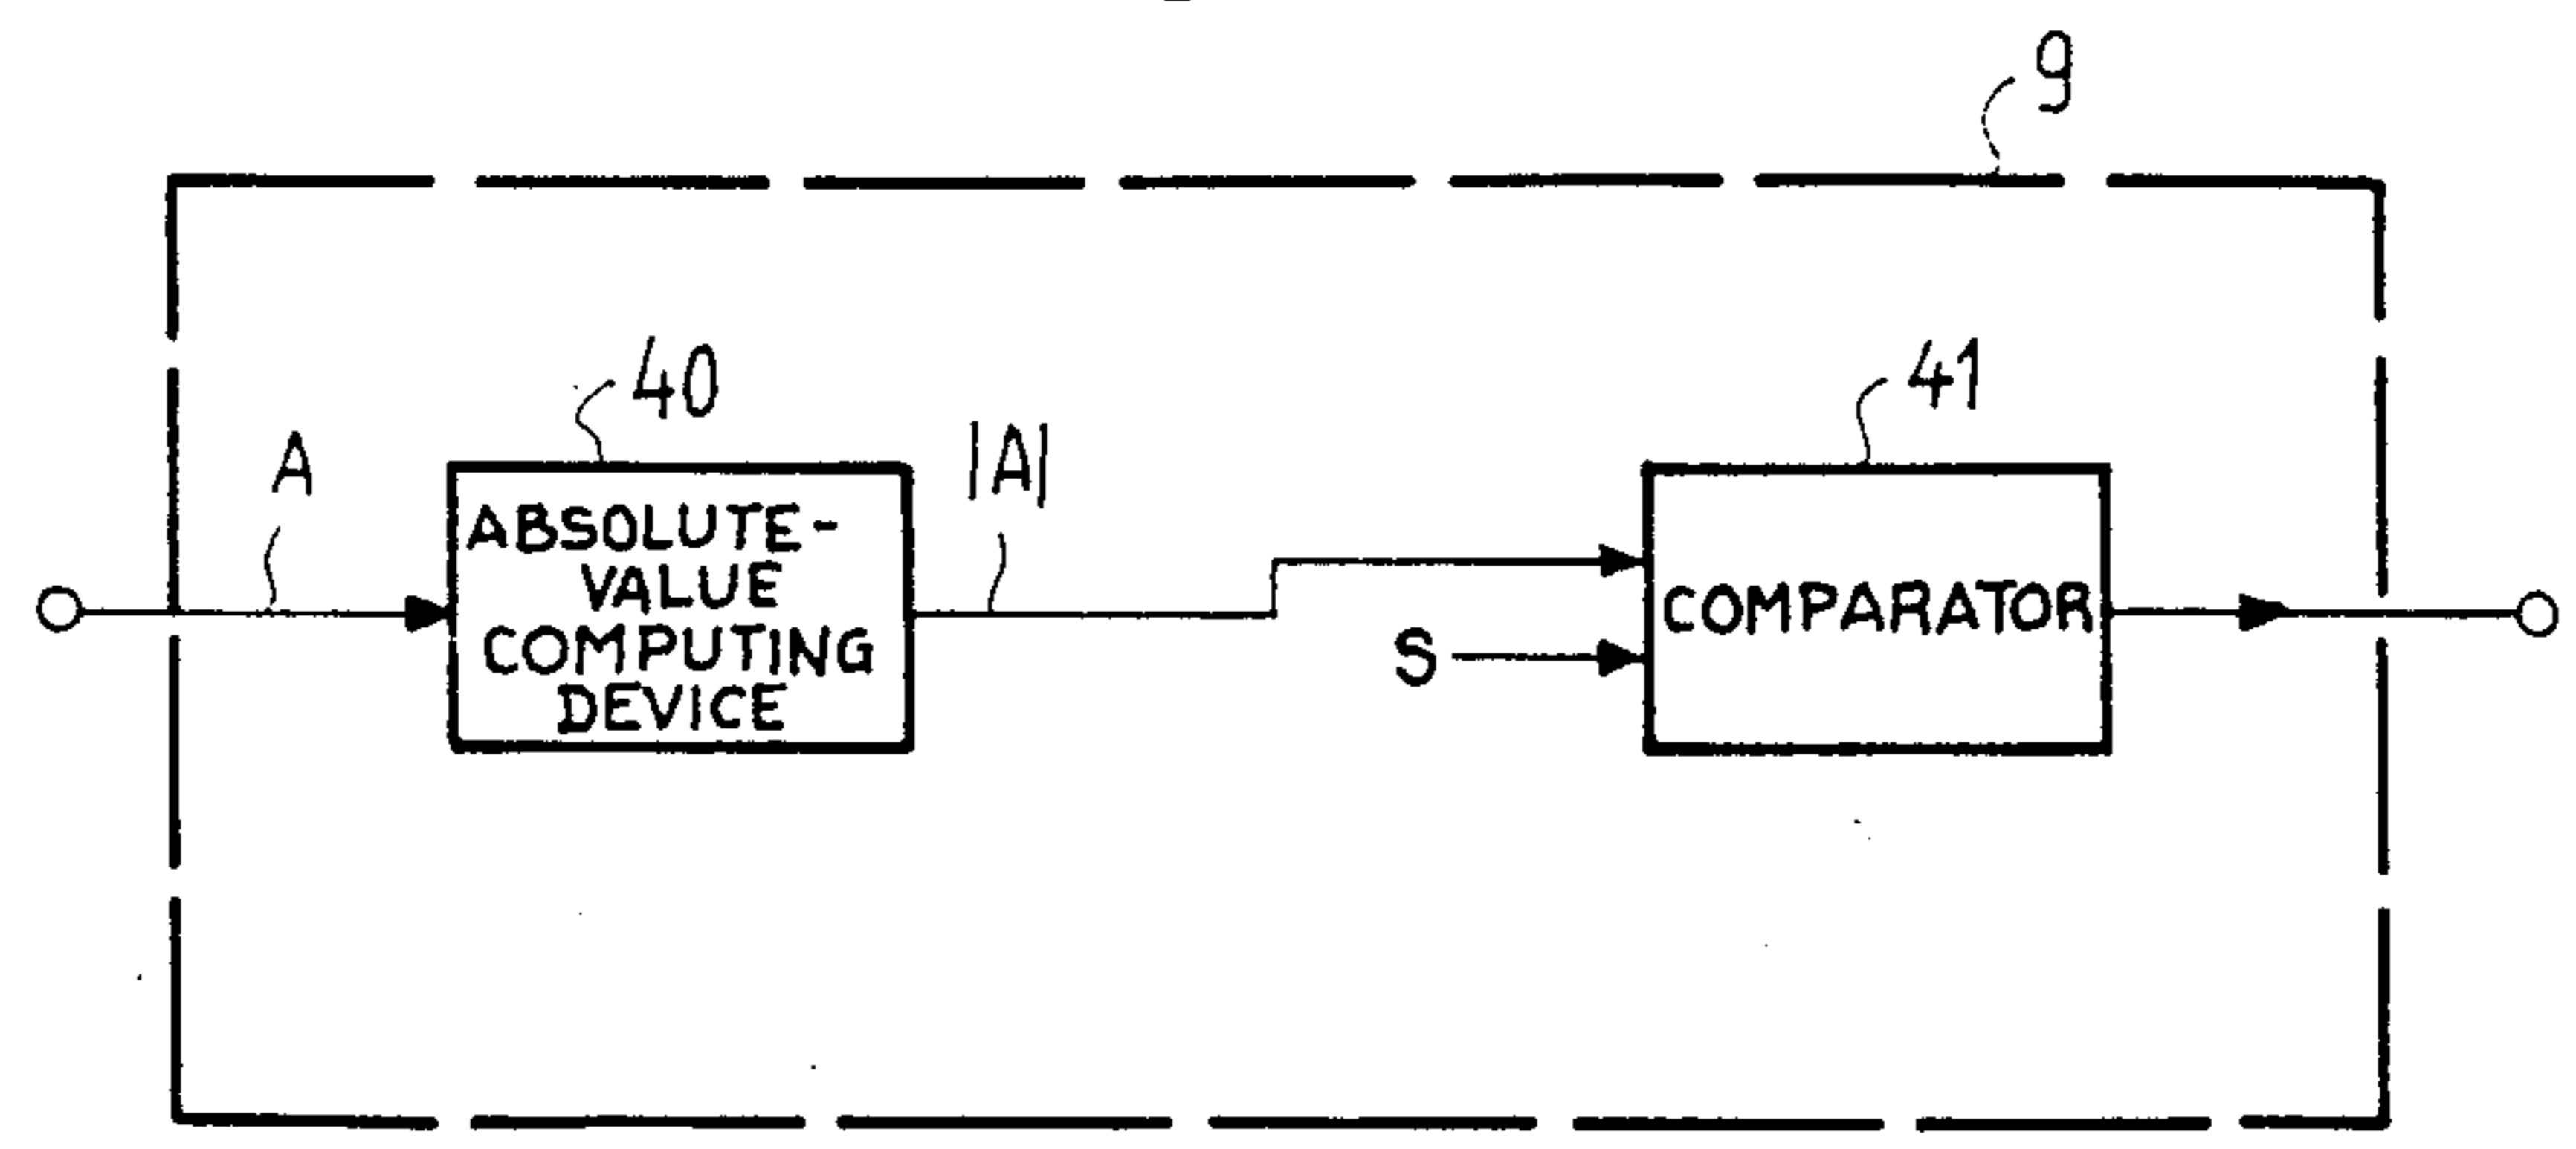 9
40
41
A
|A|
ABSOLUTE-
VALUE
COMPUTING
DEVICE
COMPARATOR
S